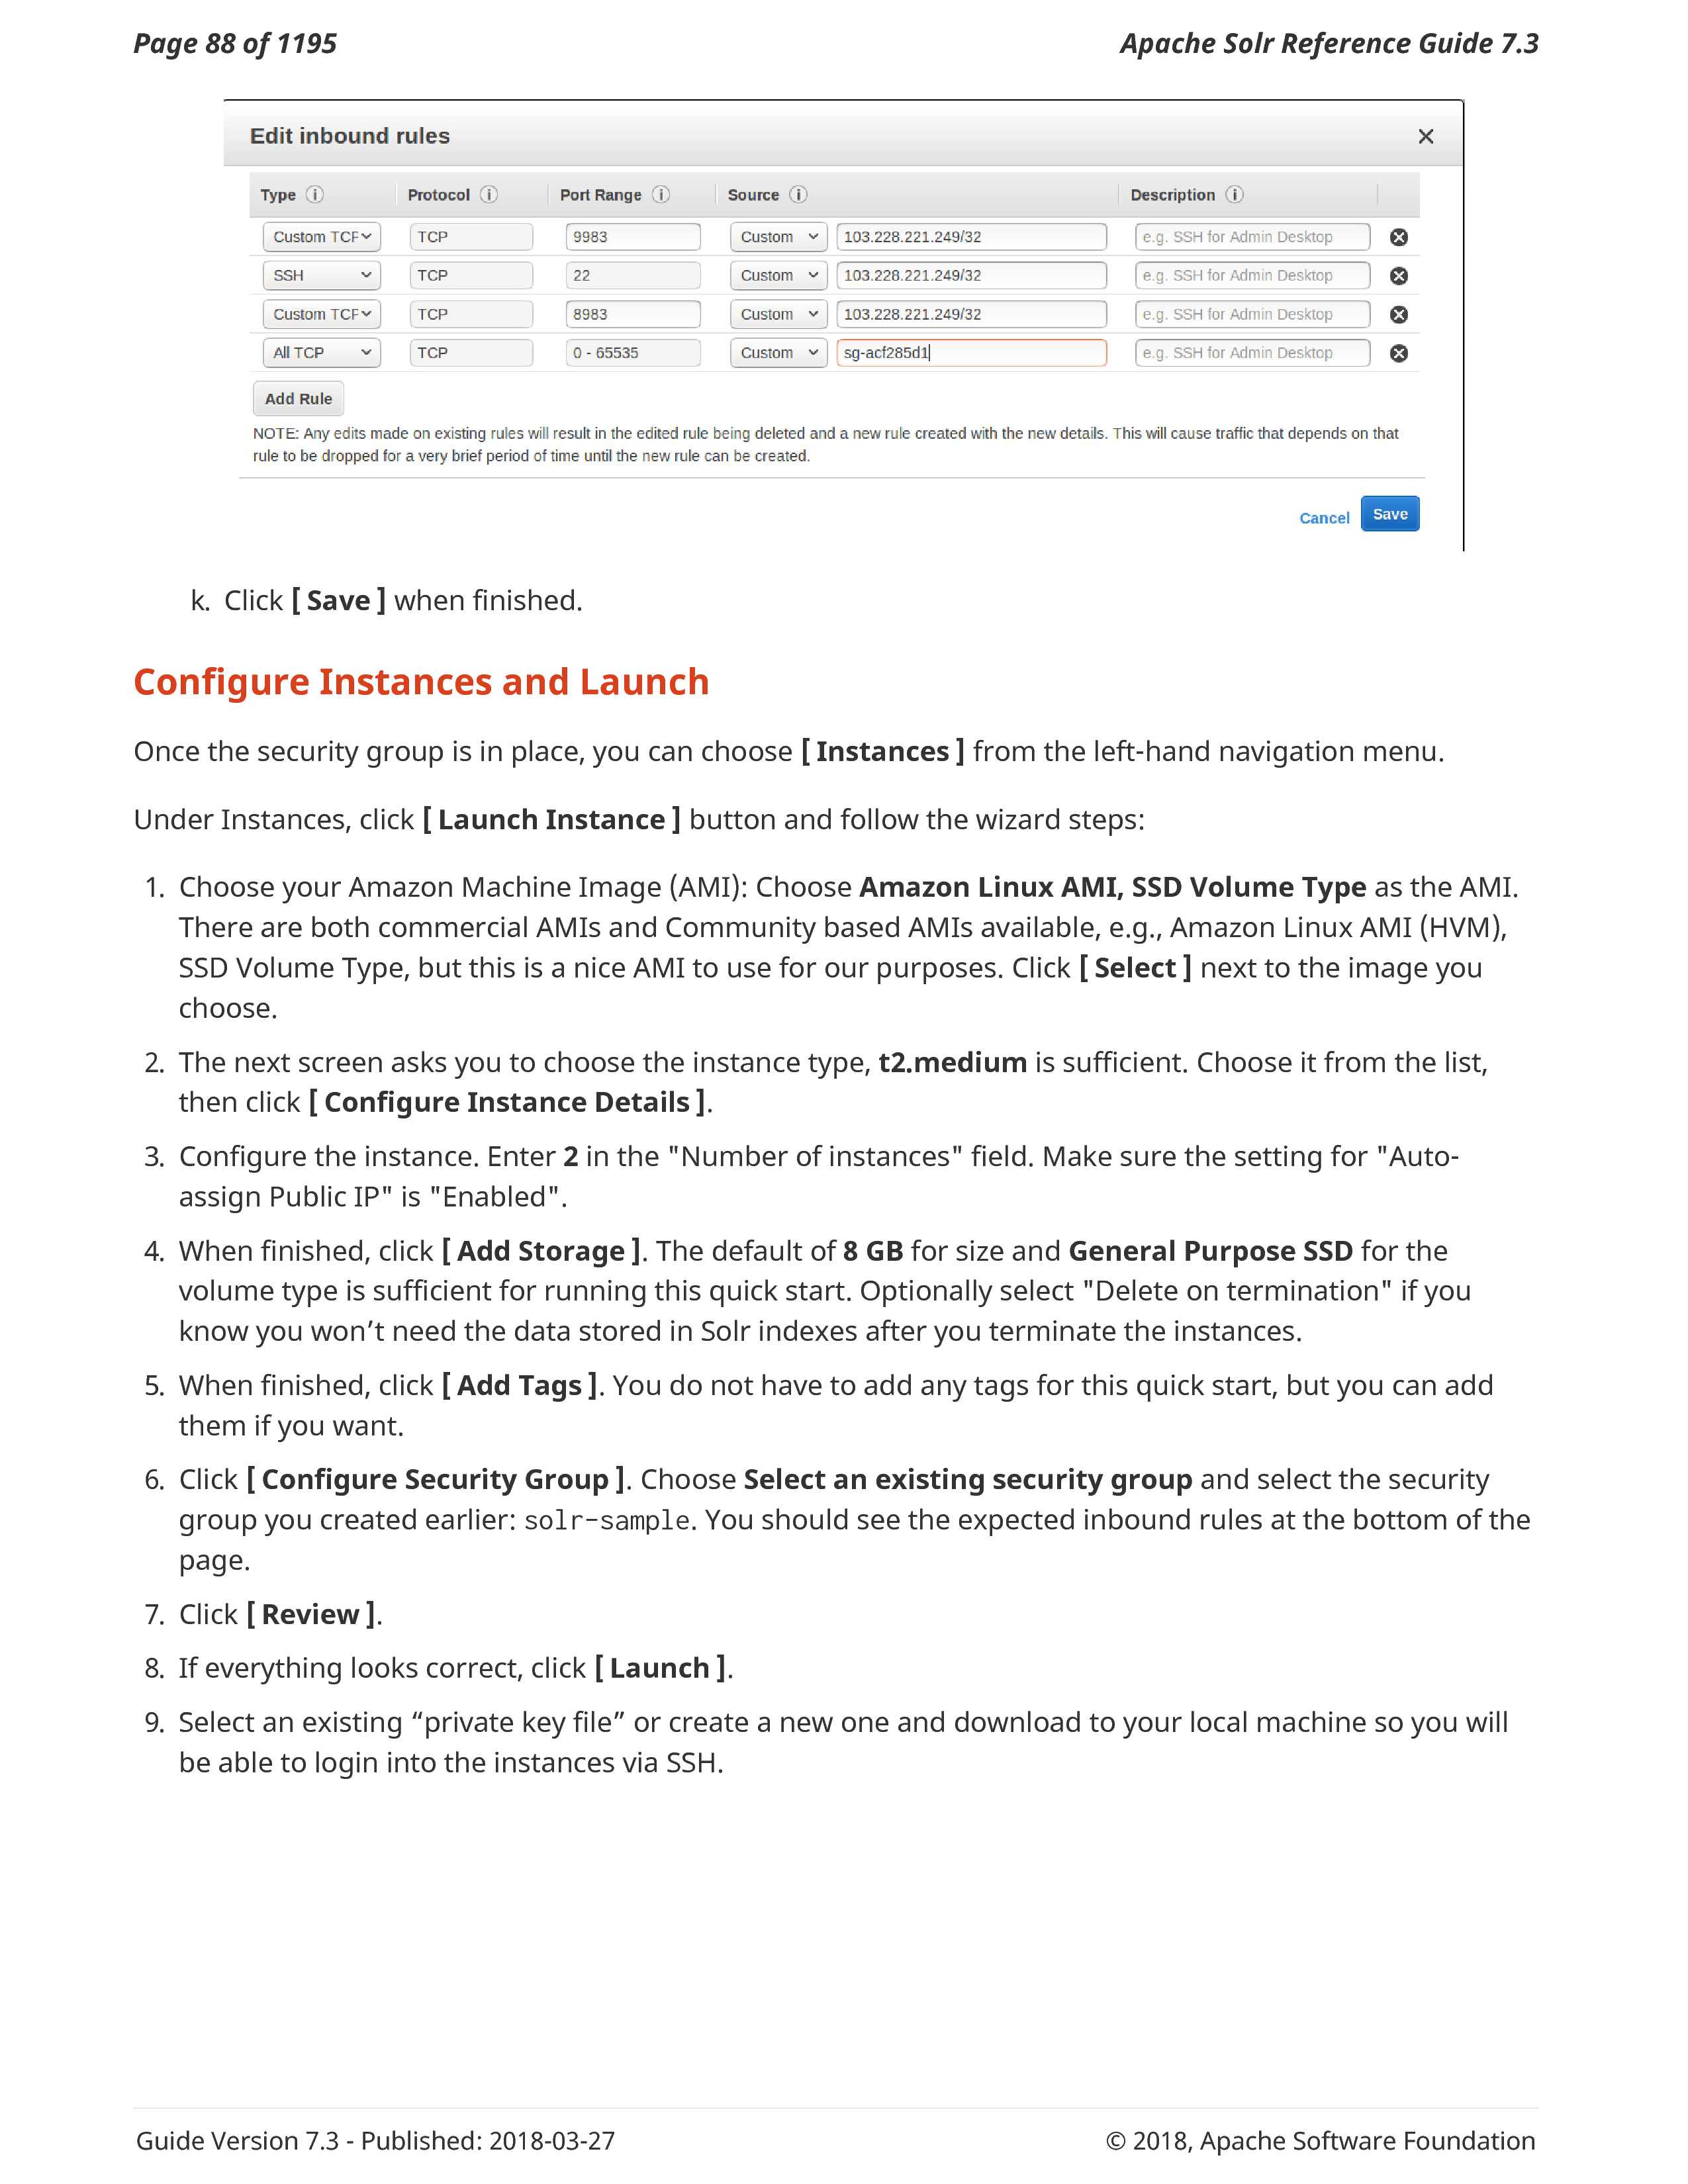 Page 88 of 1195
Apache Solr Reference Guide 7.3
Edit inbound rules
Type Protocol Port Range Source Description
Custom TCP TCP 9983 Custom 103.228.221.249/32 e.g. SSH for Admin Desktop
SSH TCP 22 Custom 103.228.221.249/32 e.g. SSH for Admin Desktop
Custom TCP TCP 8983 Custom 103.228.221.249/32 e.g. SSH for Admin Desktop
All TCP TCP 0 - 65535 Custom sg-acf285d1 e.g. SSH for Admin Desktop
Add Rule
NOTE: Any edits made on existing rules will result in the edited rule being deleted and a new rule created with the new details. This will cause traffic that depends on that
rule to be dropped for a very brief period of time until the new rule can be created.
Cancel Save
k. Click [ Save ] when finished.
Configure Instances and Launch
Once the security group is in place, you can choose [ Instances ] from the left-hand navigation menu.
Under Instances, click [ Launch Instance ] button and follow the wizard steps:
1. Choose your Amazon Machine Image (AMI): Choose Amazon Linux AMI, SSD Volume Type as the AMI.
There are both commercial AMIs and Community based AMIs available, e.g., Amazon Linux AMI (HVM),
SSD Volume Type, but this is a nice AMI to use for our purposes. Click [ Select ] next to the image you
choose.
2. The next screen asks you to choose the instance type, t2.medium is sufficient. Choose it from the list,
then click [ Configure Instance Details ].
3. Configure the instance. Enter 2 in the "Number of instances" field. Make sure the setting for "Auto-
assign Public IP" is "Enabled".
4. When finished, click [ Add Storage ]. The default of 8 GB for size and General Purpose SSD for the
volume type is sufficient for running this quick start. Optionally select "Delete on termination" if you
know you won’t need the data stored in Solr indexes after you terminate the instances.
5. When finished, click [ Add Tags ]. You do not have to add any tags for this quick start, but you can add
them if you want.
6. Click [ Configure Security Group ]. Choose Select an existing security group and select the security
group you created earlier: solr-sample. You should see the expected inbound rules at the bottom of the
page.
7. Click [ Review ].
8. If everything looks correct, click [ Launch ].
9. Select an existing “private key file” or create a new one and download to your local machine so you will
be able to login into the instances via SSH.
Guide Version 7.3 - Published: 2018-03-27
© 2018, Apache Software Foundation